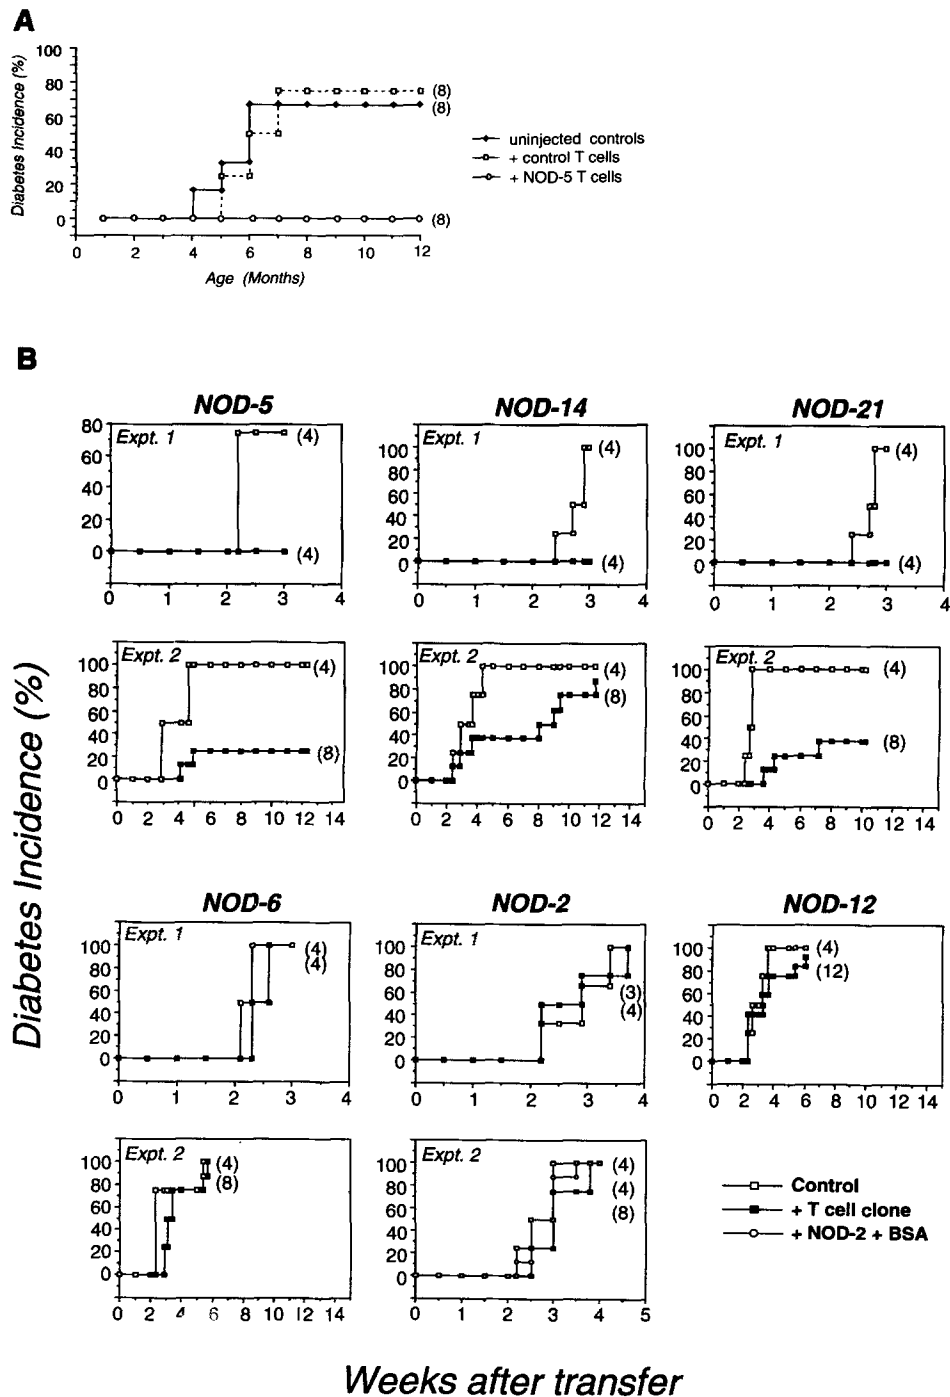 A
Diabetes Incidence (%)
100
80
60
40
20
0
0 2 4 6 8 10 12
Age (Months)
(8)
(8)
(8)
uninjected controls
+ control T cells
+ NOD-5 T cells
B
Diabetes Incidence (%)
NOD-5 NOD-14 NOD-21
Expt. 1
80
60
40
20
0
(4)
(4)
0 1 2 3 4
Expt. 1
100
80
60
40
20
0
(4)
(4)
0 1 2 3 4
Expt. 1
100
80
60
40
20
0
(4)
(4)
0 1 2 3 4
Expt. 2
100
80
60
40
20
0
(4)
(8)
0 2 4 6 8 10 12 14
Expt. 2
100
80
60
40
20
0
(4)
(8)
0 2 4 6 8 10 12 14
Expt. 2
100
80
60
40
20
0
(4)
(8)
0 2 4 6 8 10 12 14
NOD-6 NOD-2 NOD-12
Expt. 1
100
80
60
40
20
0
(4)
(4)
0 1 2 3 4
Expt. 1
100
80
60
40
20
0
(3)
(4)
0 1 2 3 4
100
80
60
40
20
0
(4)
(12)
0 2 4 6 8 10 12 14
Expt. 2
100
80
60
40
20
0
(4)
(8)
0 2 4 6 8 10 12 14
Expt. 2
100
80
60
40
20
0
(4)
(4)
(8)
0 1 2 3 4 5
Control
+ T cell clone
+ NOD-2 + BSA
Weeks after transfer